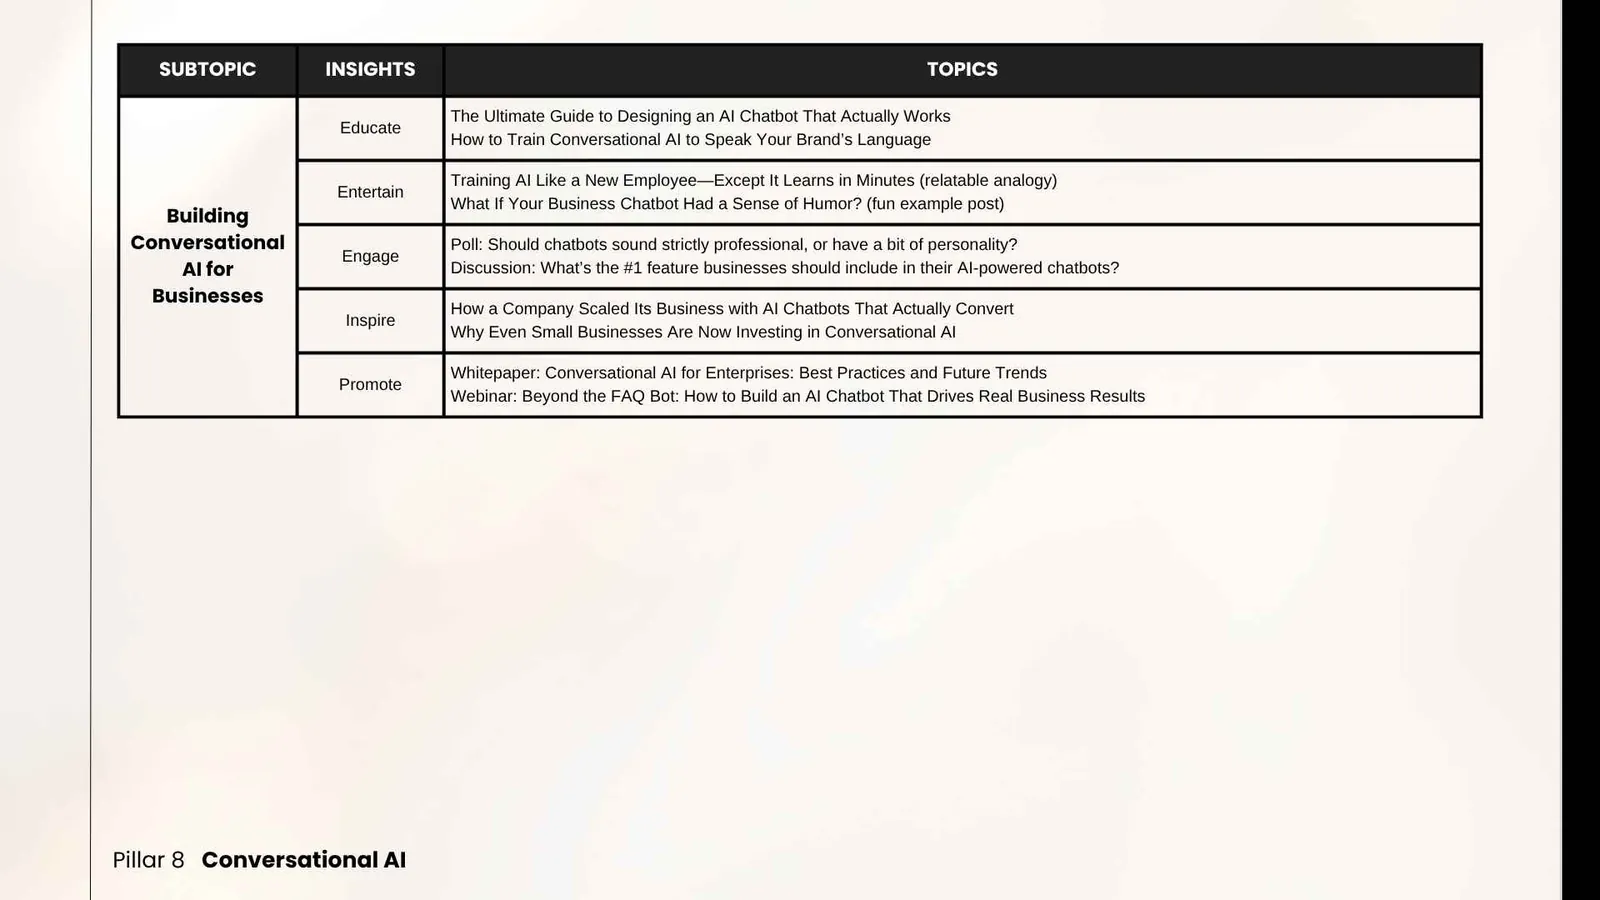 SUBTOPIC INSIGHTS TOPICS
Building
Conversational
AI for
Businesses
Educate
The Ultimate Guide to Designing an AI Chatbot That Actually Works
How to Train Conversational AI to Speak Your Brand’s Language
Entertain
Training AI Like a New Employee—Except It Learns in Minutes (relatable analogy)
What If Your Business Chatbot Had a Sense of Humor? (fun example post)
Engage
Poll: Should chatbots sound strictly professional, or have a bit of personality?
Discussion: What’s the #1 feature businesses should include in their AI-powered chatbots?
Inspire
How a Company Scaled Its Business with AI Chatbots That Actually Convert
Why Even Small Businesses Are Now Investing in Conversational AI
Promote
Whitepaper: Conversational AI for Enterprises: Best Practices and Future Trends
Webinar: Beyond the FAQ Bot: How to Build an AI Chatbot That Drives Real Business Results
Pillar 8 Conversational AI